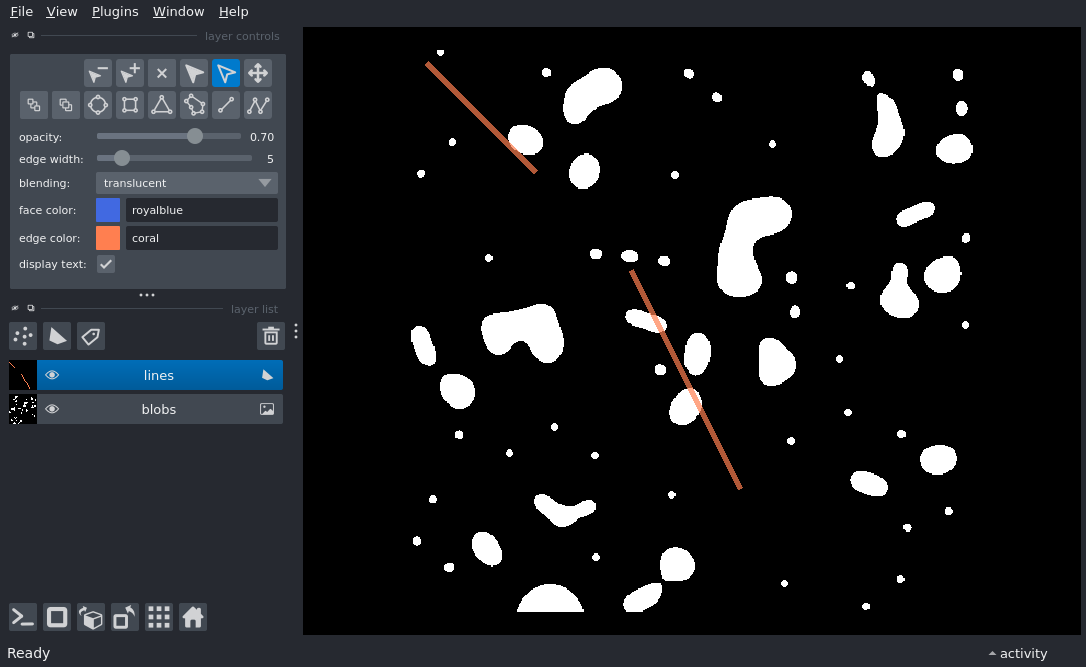 File View Plugins Window Help
layer controls
opacity: 0.70
edge width: 5
blending: translucent
face color: royalblue
edge color: coral
display text:
layer list
lines
blobs
Ready
activity